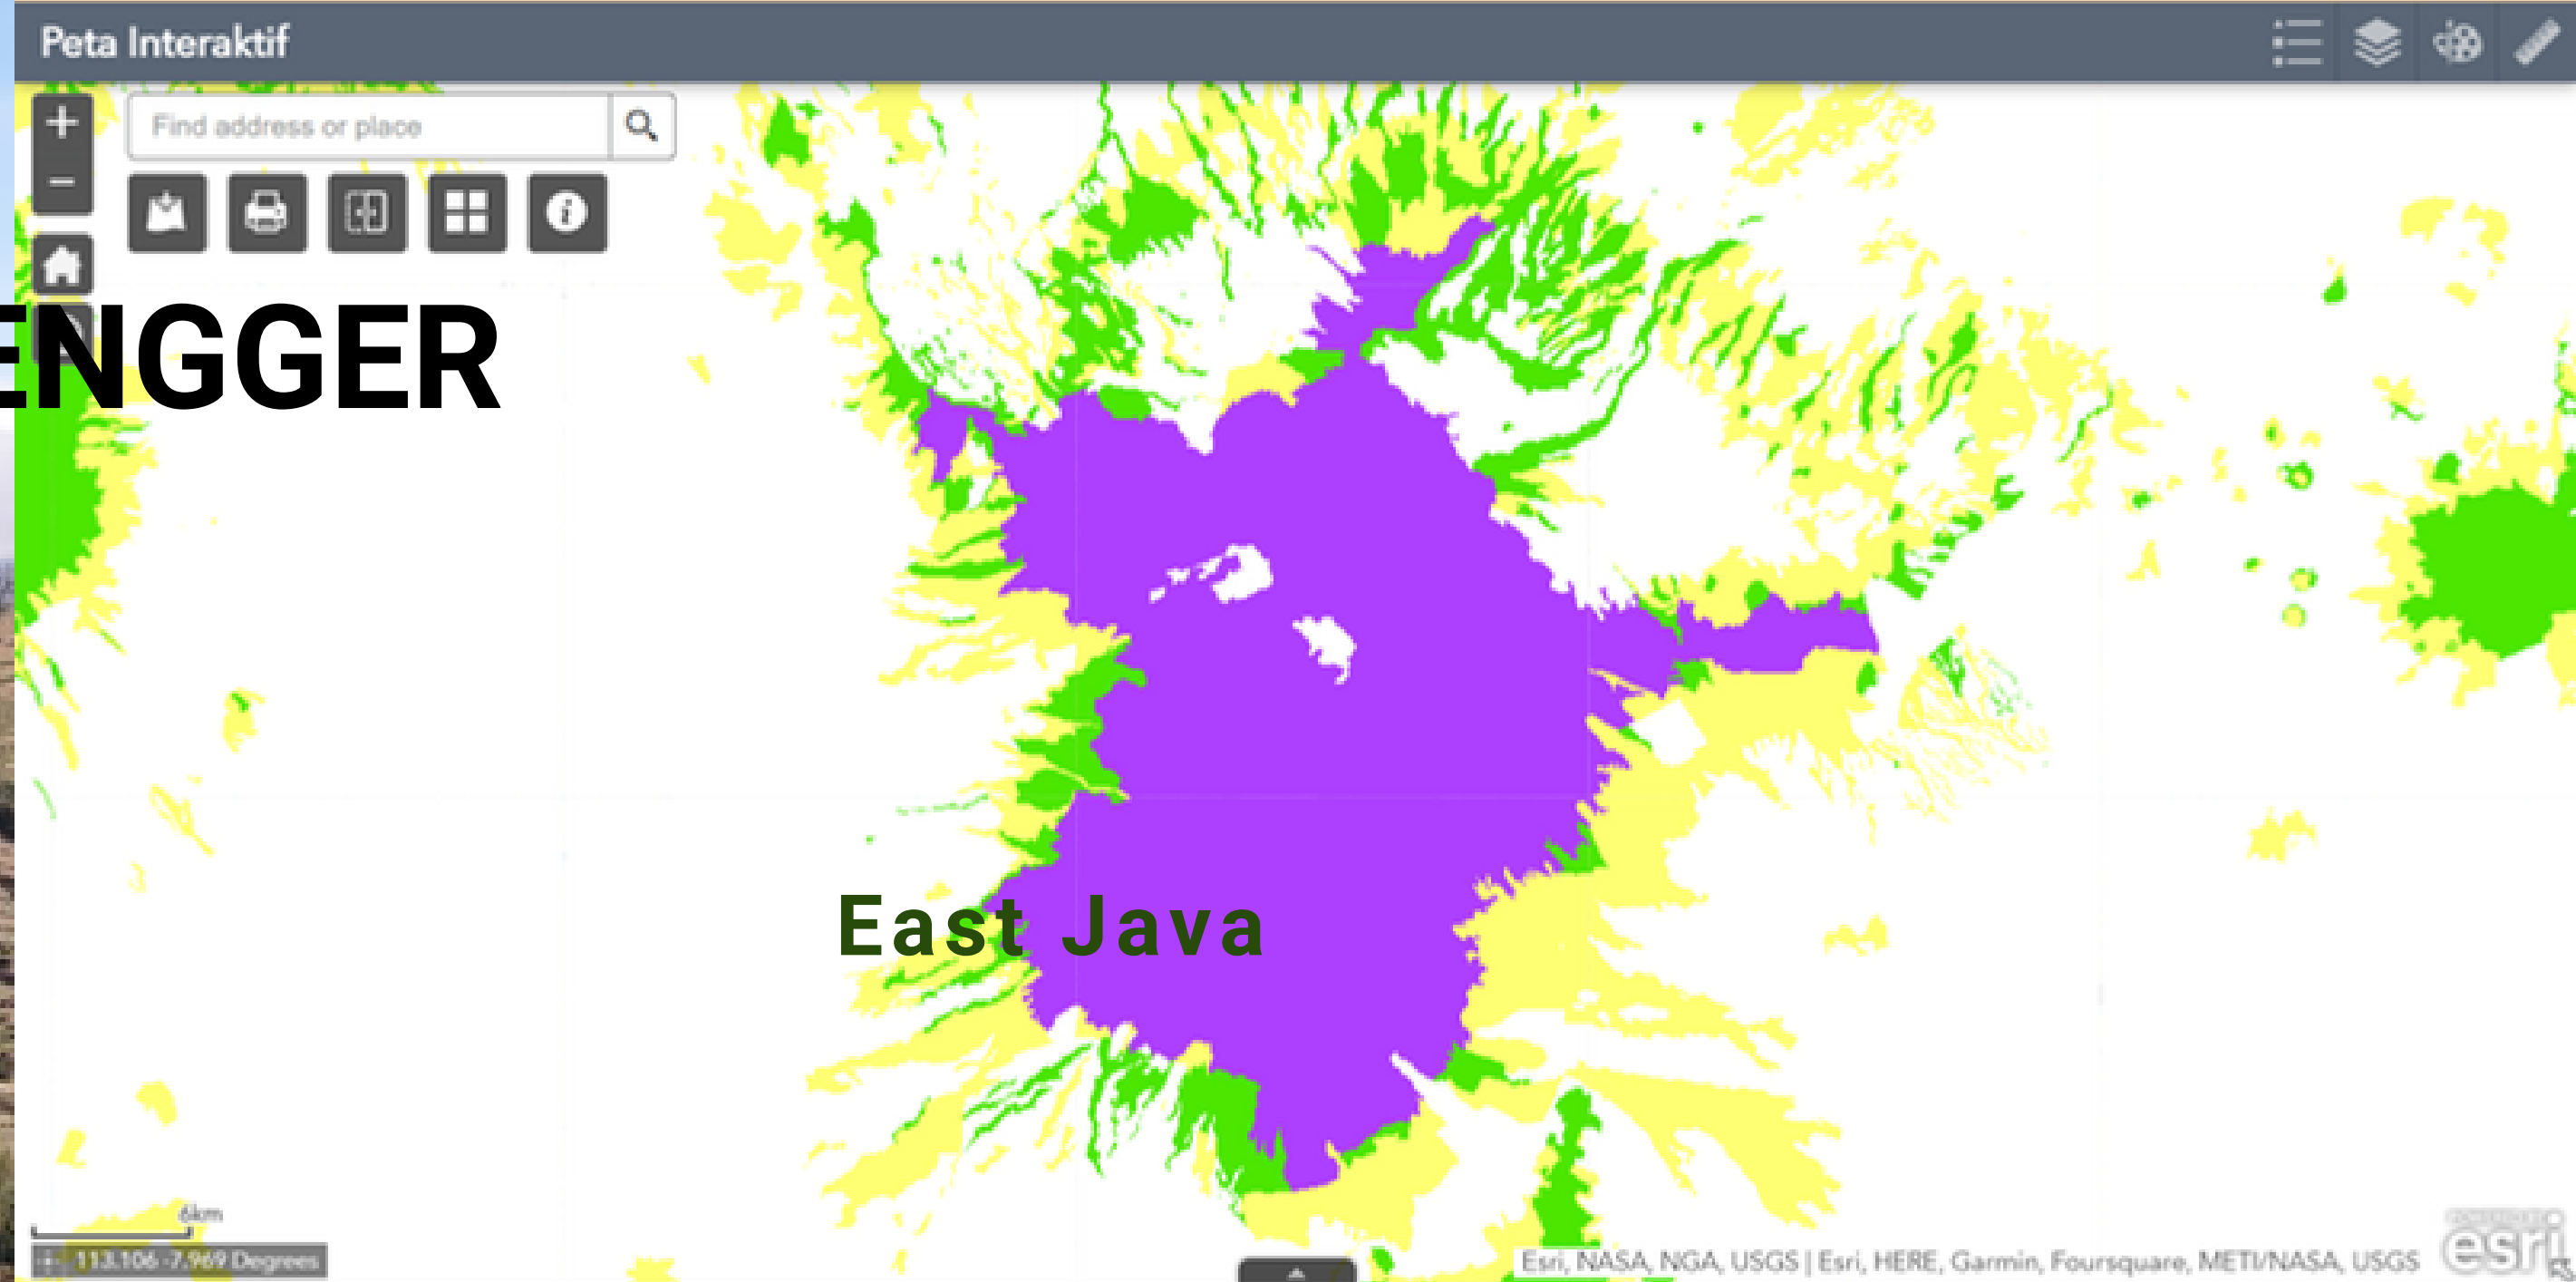 Peta Interaktif
Find address or place
ENGGER
East Java
6km
113.106 -7.969 Degrees
Esri, NASA, NGA, USGS | Esri, HERE, Garmin, Foursquare, METI/NASA, USGS
esri